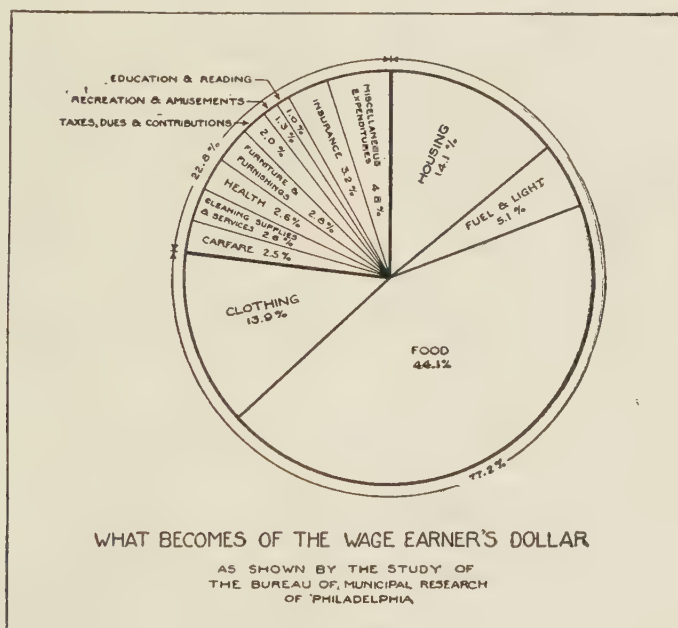 EDUCATION & READING
RECREATION & AMUSEMENTS
TAXES, DUES & CONTRIBUTIONS
22.8%
1.0%
1.3%
2.0 %
INSURANCE 3.2%
MISCELLANEOUS
EXPENDITURES
4.8%
FURNITURE &
FURNISHINGS
2.8%
HEALTH 2.6%
CLEANING SUPPLIES
& SERVICES 2.6%
CARFARE 2.5%
HOUSING
14.1%
FUEL & LIGHT
5.1%
CLOTHING
13.9%
FOOD
44.1%
77.2%
WHAT BECOMES OF THE WAGE EARNER'S DOLLAR
AS SHOWN BY THE STUDY OF
THE BUREAU OF MUNICIPAL RESEARCH
OF PHILADELPHIA